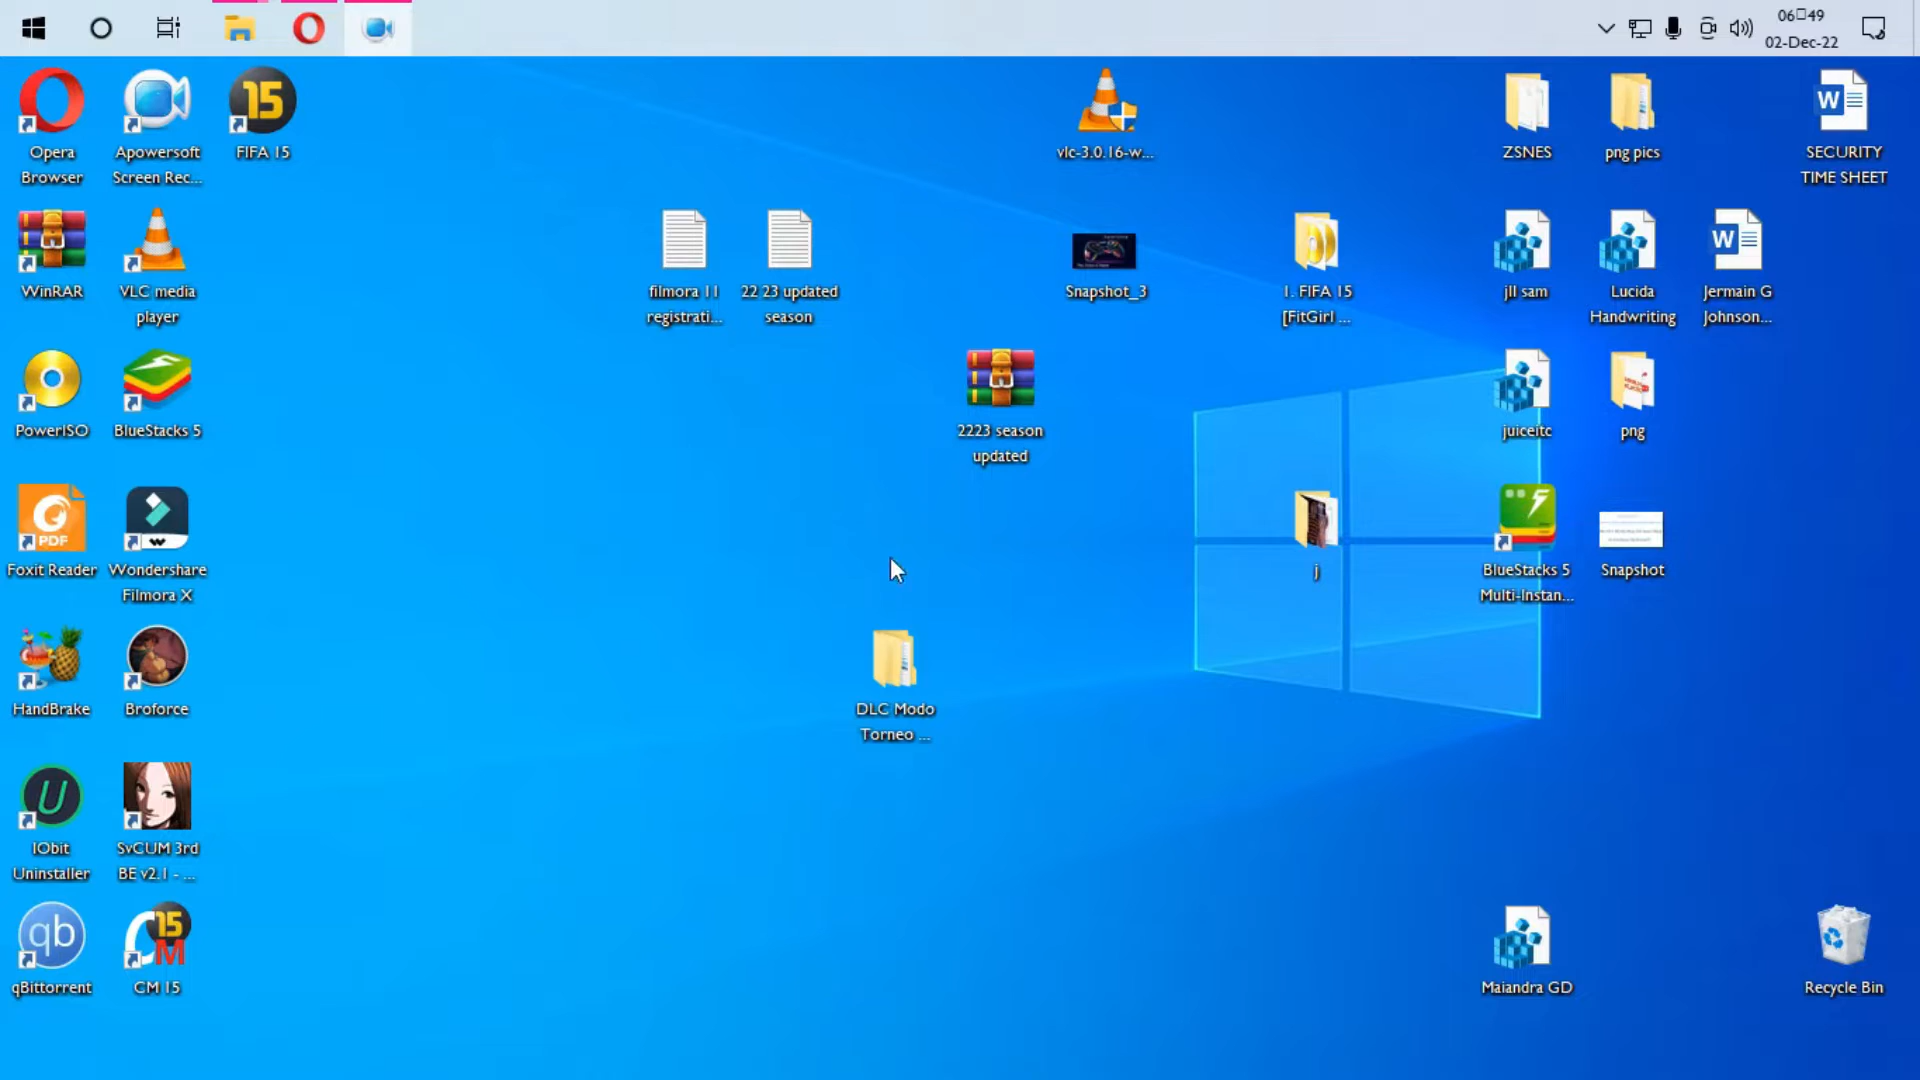 06□49
02-Dec-22
Opera
Browser
Apowersoft
Screen Rec...
FIFA 15
vlc-3.0.16-w...
ZSNES
png pics
SECURITY
TIME SHEET
WinRAR
VLC media
player
filmora 11
registrati...
22 23 updated
season
Snapshot_3
1. FIFA 15
[FitGirl ...
jll sam
Lucida
Handwriting
Jermain G
Johnson...
PowerISO
BlueStacks 5
2223 season
updated
juiceitc
png
PDF
Foxit Reader
Wondershare
Filmora X
j
BlueStacks 5
Multi-Instan...
Snapshot
HandBrake
Broforce
DLC Modo
Torneo ...
IObit
Uninstaller
SvCUM 3rd
BE v2.1 - ...
qb
qBittorrent
15
CM 15
Maiandra GD
Recycle Bin